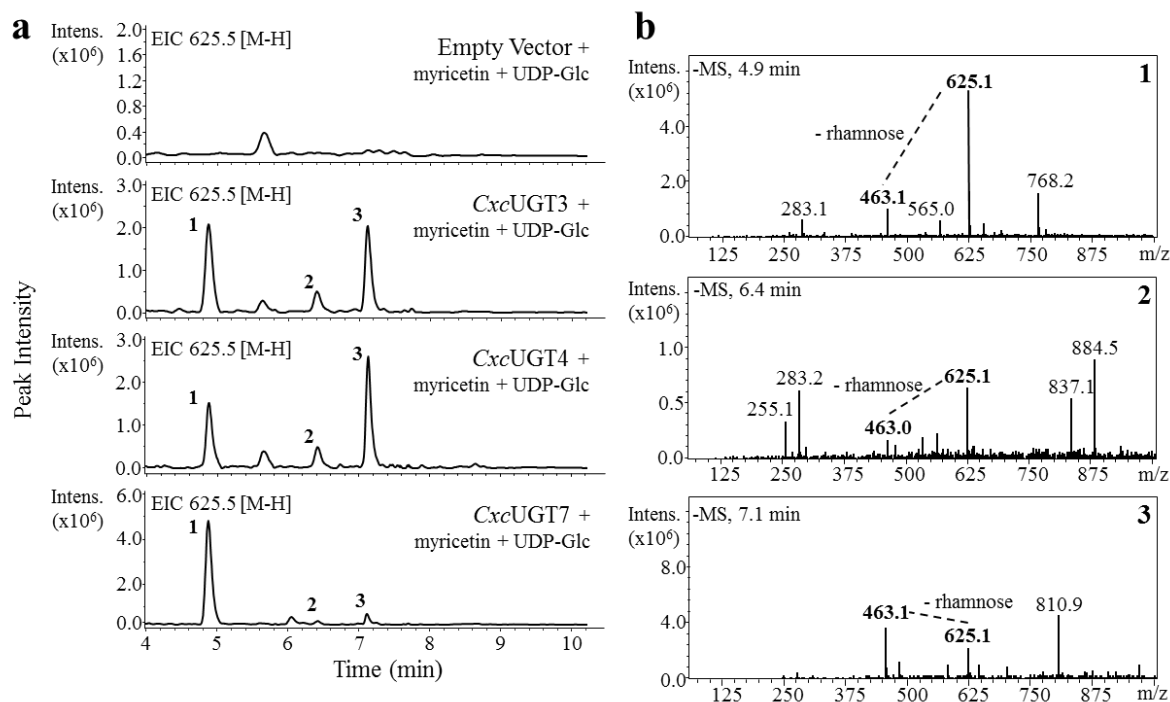 a
Intens.
(x10⁶)
EIC 625.5 [M-H]
Empty Vector +
myricetin + UDP-Glc
2.0
1.6
1.2
0.8
0.4
0.0
Intens.
(x10⁶)
EIC 625.5 [M-H]
CxcUGT3 +
myricetin + UDP-Glc
3.0
2.0
1.0
0.0
1
2
3
Intens.
(x10⁶)
EIC 625.5 [M-H]
CxcUGT4 +
myricetin + UDP-Glc
3.0
2.0
1.0
0.0
1
2
3
Intens.
(x10⁶)
EIC 625.5 [M-H]
CxcUGT7 +
myricetin + UDP-Glc
6.0
4.0
2.0
0.0
1
2
3
4 5 6 7 8 9 10
Time (min)
Peak Intensity
b
Intens.
(x10⁶)
-MS, 4.9 min
1
625.1
- rhamnose
463.1
283.1
565.0
768.2
4.0
2.0
0.0
125 250 375 500 625 750 875 m/z
Intens.
(x10⁶)
-MS, 6.4 min
2
884.5
- rhamnose
625.1
837.1
283.2
255.1
463.0
1.0
0.5
0.0
125 250 375 500 625 750 875 m/z
Intens.
(x10⁶)
-MS, 7.1 min
3
- rhamnose
463.1
625.1
810.9
8.0
4.0
0.0
125 250 375 500 625 750 875 m/z